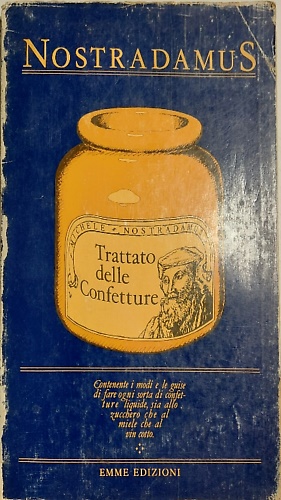 NOSTRADAMUS
MICHELE NOSTRADAMUS
Trattato
delle
Confetture
Contenente i modi e le guise
di fare ogni sorta di confet-
ture liquide, sia allo
zucchero che al
miele che al
vin cotto.
EMME EDIZIONI